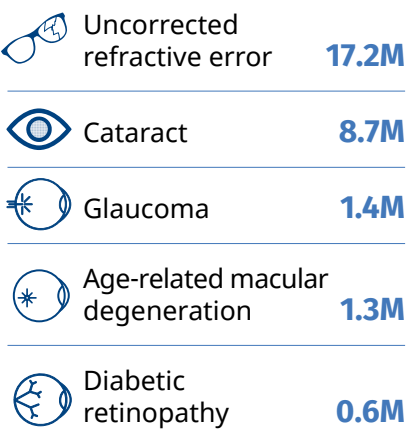 Uncorrected
refractive error 17.2M
Cataract 8.7M
Glaucoma 1.4M
Age-related macular
degeneration 1.3M
Diabetic
retinopathy 0.6M